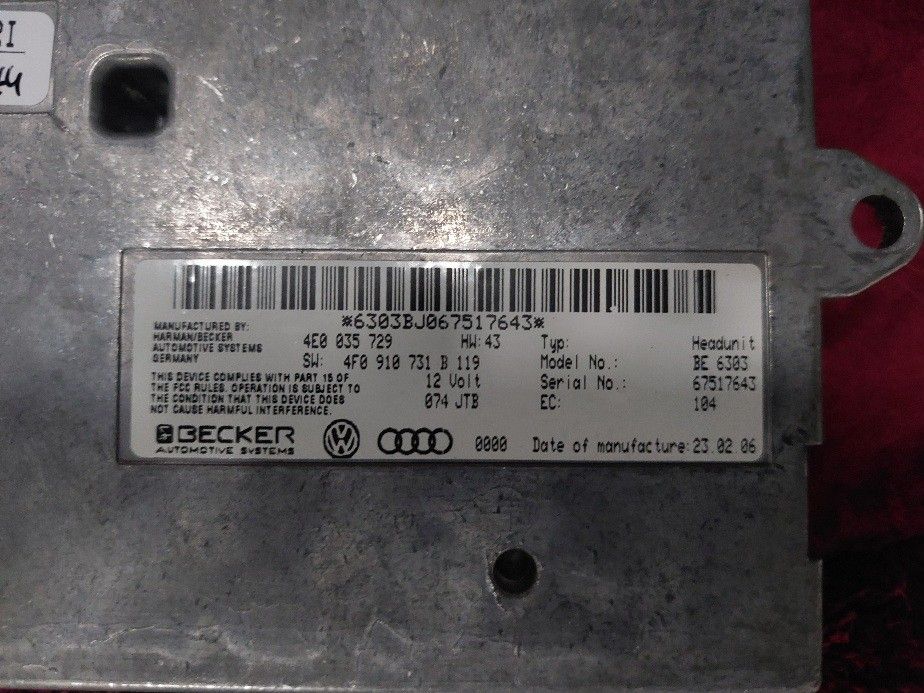 *6303BJ067517643*
MANUFACTURED BY:
HARMAN/BECKER
AUTOMOTIVE SYSTEMS
GERMANY
4E0 035 729 HW:43
SW: 4F0 910 731 B 119
12 Volt
074 JTB
Typ: Headunit
Model No.: BE 6303
Serial No.: 67517643
EC: 104
THIS DEVICE COMPLIES WITH PART 15 OF
THE FCC RULES. OPERATION IS SUBJECT TO
THE CONDITION THAT THIS DEVICE DOES
NOT CAUSE HARMFUL INTERFERENCE.
BECKER
AUTOMOTIVE SYSTEMS
0000 Date of manufacture:23.02.06